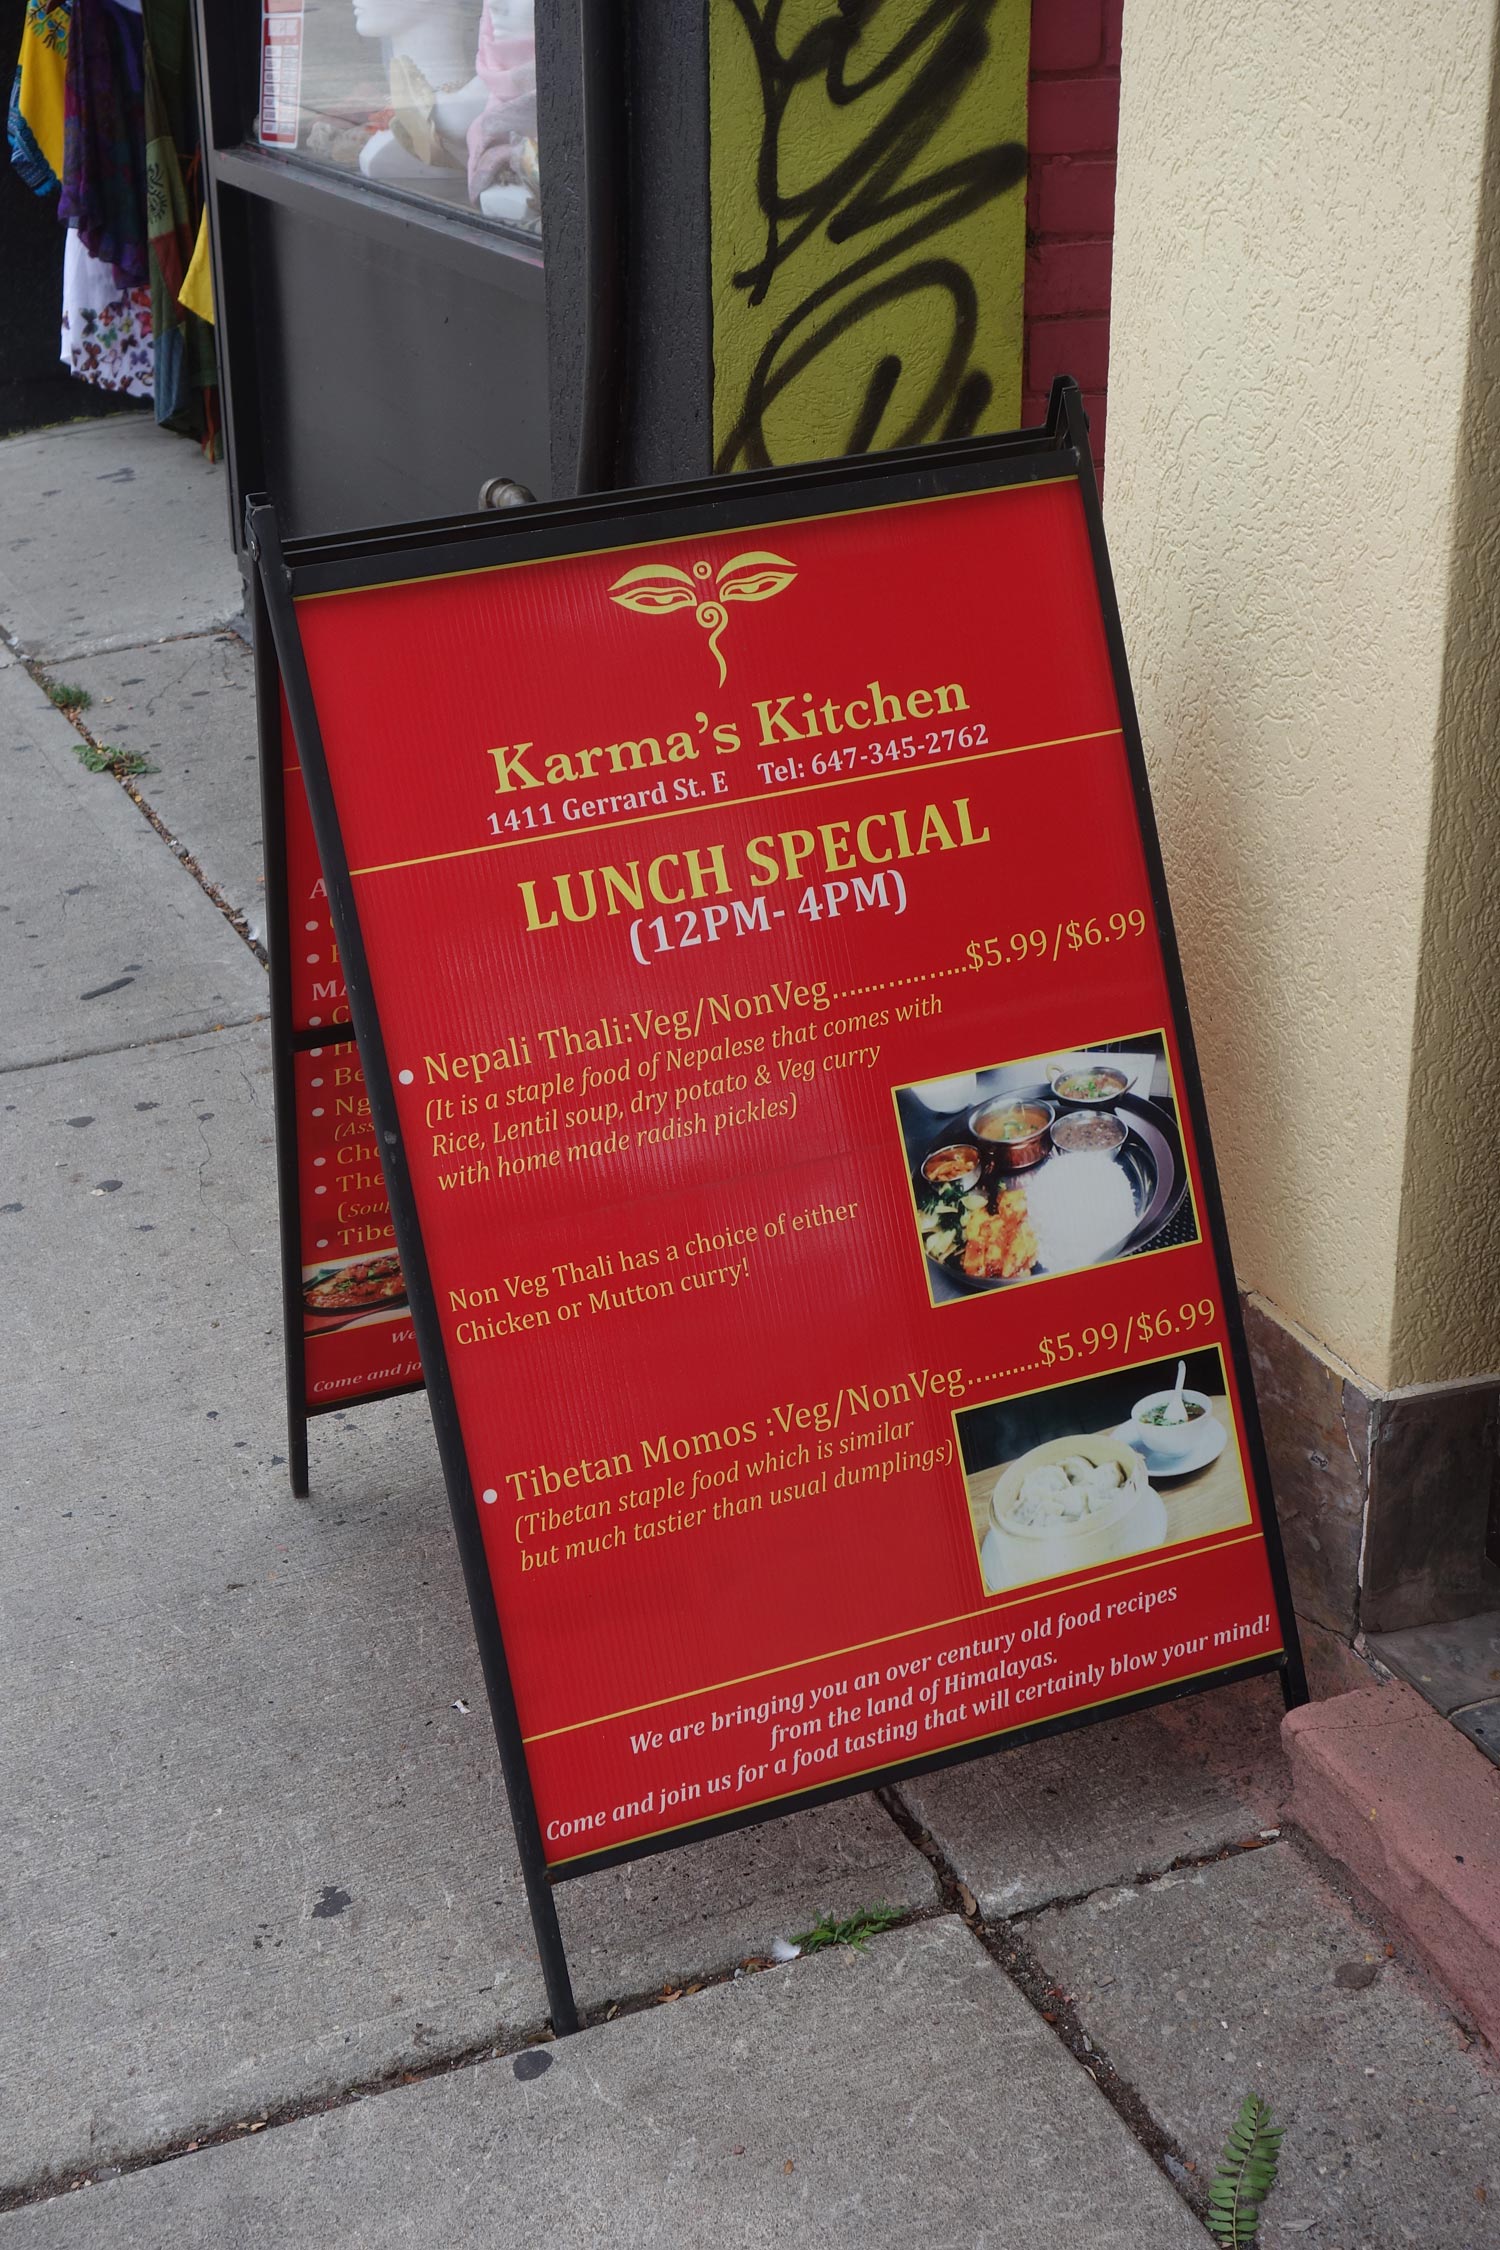 Karma's Kitchen
1411 Gerrard St. E Tel: 647-345-2762
LUNCH SPECIAL
(12PM- 4PM)
• Nepali Thali:Veg/NonVeg..................$5.99/$6.99
(It is a staple food of Nepalese that comes with
Rice, Lentil soup, dry potato & Veg curry
with home made radish pickles)
Non Veg Thali has a choice of either
Chicken or Mutton curry!
• Tibetan Momos :Veg/NonVeg..........$5.99/$6.99
(Tibetan staple food which is similar
but much tastier than usual dumplings)
We are bringing you an over century old food recipes
from the land of Himalayas.
Come and join us for a food tasting that will certainly blow your mind!
Come and